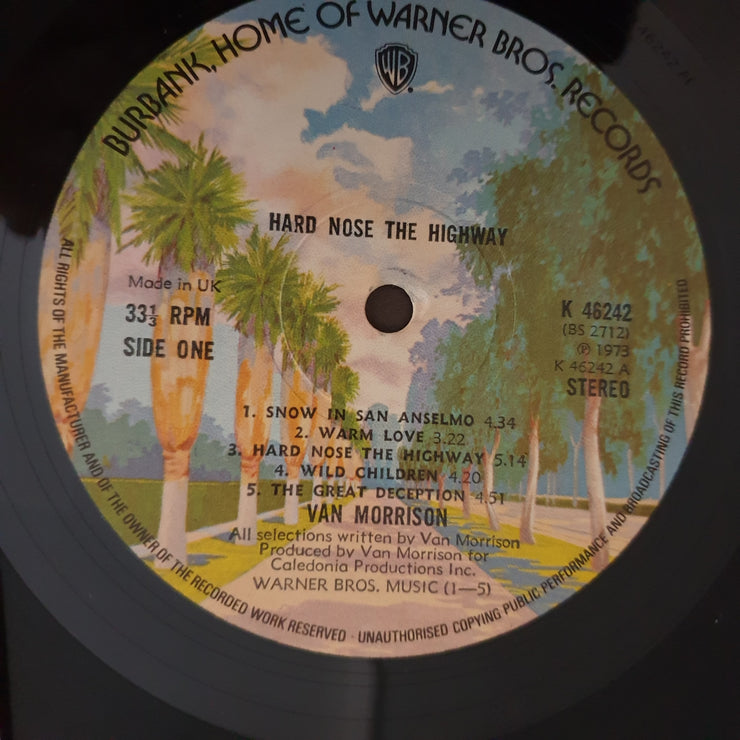 BURBANK, HOME OF WARNER BROS. RECORDS
WB
HARD NOSE THE HIGHWAY
Made in UK
33⅓ RPM
SIDE ONE
K 46242
(BS 2712)
℗ 1973
K 46242 A
STEREO
1. SNOW IN SAN ANSELMO 4.34
2. WARM LOVE 3.22
3. HARD NOSE THE HIGHWAY 5.14
4. WILD CHILDREN 4.20
5. THE GREAT DECEPTION 4.51
VAN MORRISON
All selections written by Van Morrison
Produced by Van Morrison for
Caledonia Productions Inc.
WARNER BROS. MUSIC (1—5)
ALL RIGHTS OF THE MANUFACTURER AND OF THE OWNER OF THE RECORDED WORK RESERVED · UNAUTHORISED COPYING PUBLIC PERFORMANCE AND BROADCASTING OF THIS RECORD PROHIBITED